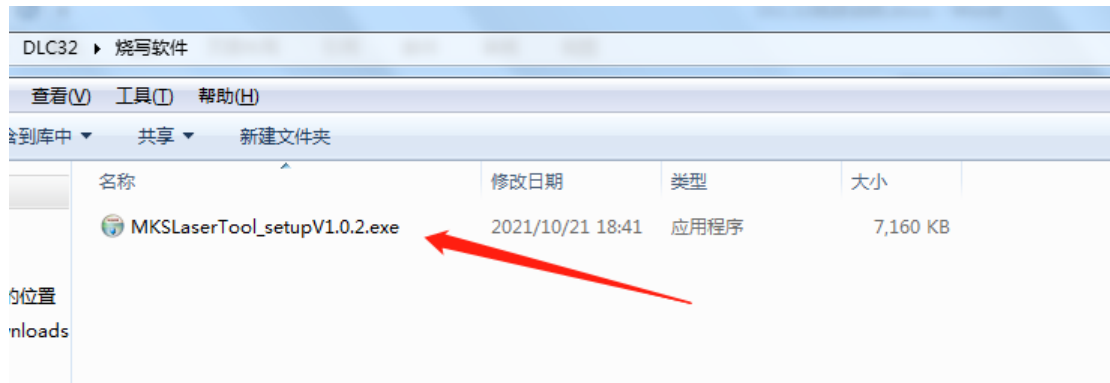 DLC32 ▸ 烧写软件
查看(V) 工具(T) 帮助(H)
含到库中 ▼ 共享 ▼ 新建文件夹
名称 修改日期 类型 大小
MKSLaserTool_setupV1.0.2.exe 2021/10/21 18:41 应用程序 7,160 KB
的位置
wnloads